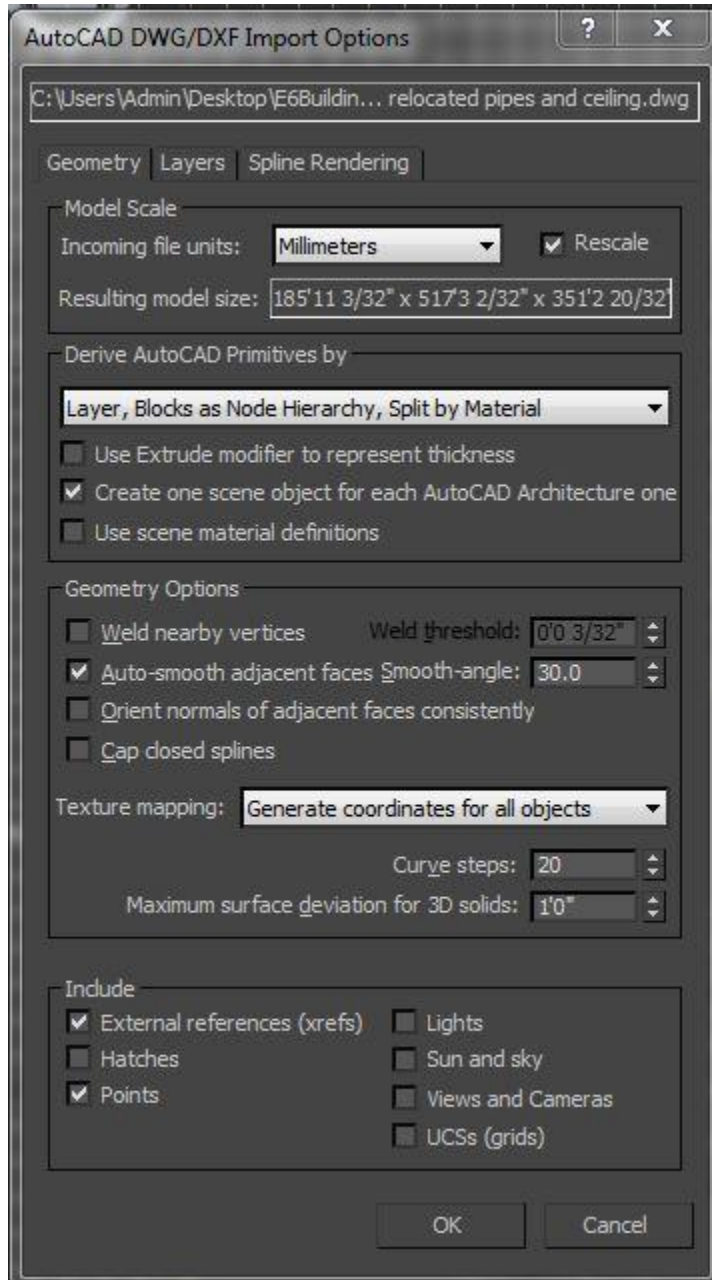 AutoCAD DWG/DXF Import Options
? X
C:\Users\Admin\Desktop\E6Buildin... relocated pipes and ceiling.dwg
Geometry Layers Spline Rendering
Model Scale
Incoming file units: Millimeters Rescale
Resulting model size: 185'11 3/32" x 517'3 2/32" x 351'2 20/32"
Derive AutoCAD Primitives by
Layer, Blocks as Node Hierarchy, Split by Material
Use Extrude modifier to represent thickness
Create one scene object for each AutoCAD Architecture one
Use scene material definitions
Geometry Options
Weld nearby vertices Weld threshold: 0'0 3/32"
Auto-smooth adjacent faces Smooth-angle: 30.0
Orient normals of adjacent faces consistently
Cap closed splines
Texture mapping: Generate coordinates for all objects
Curve steps: 20
Maximum surface deviation for 3D solids: 1'0"
Include
External references (xrefs) Lights
Hatches Sun and sky
Points Views and Cameras
UCSs (grids)
OK Cancel